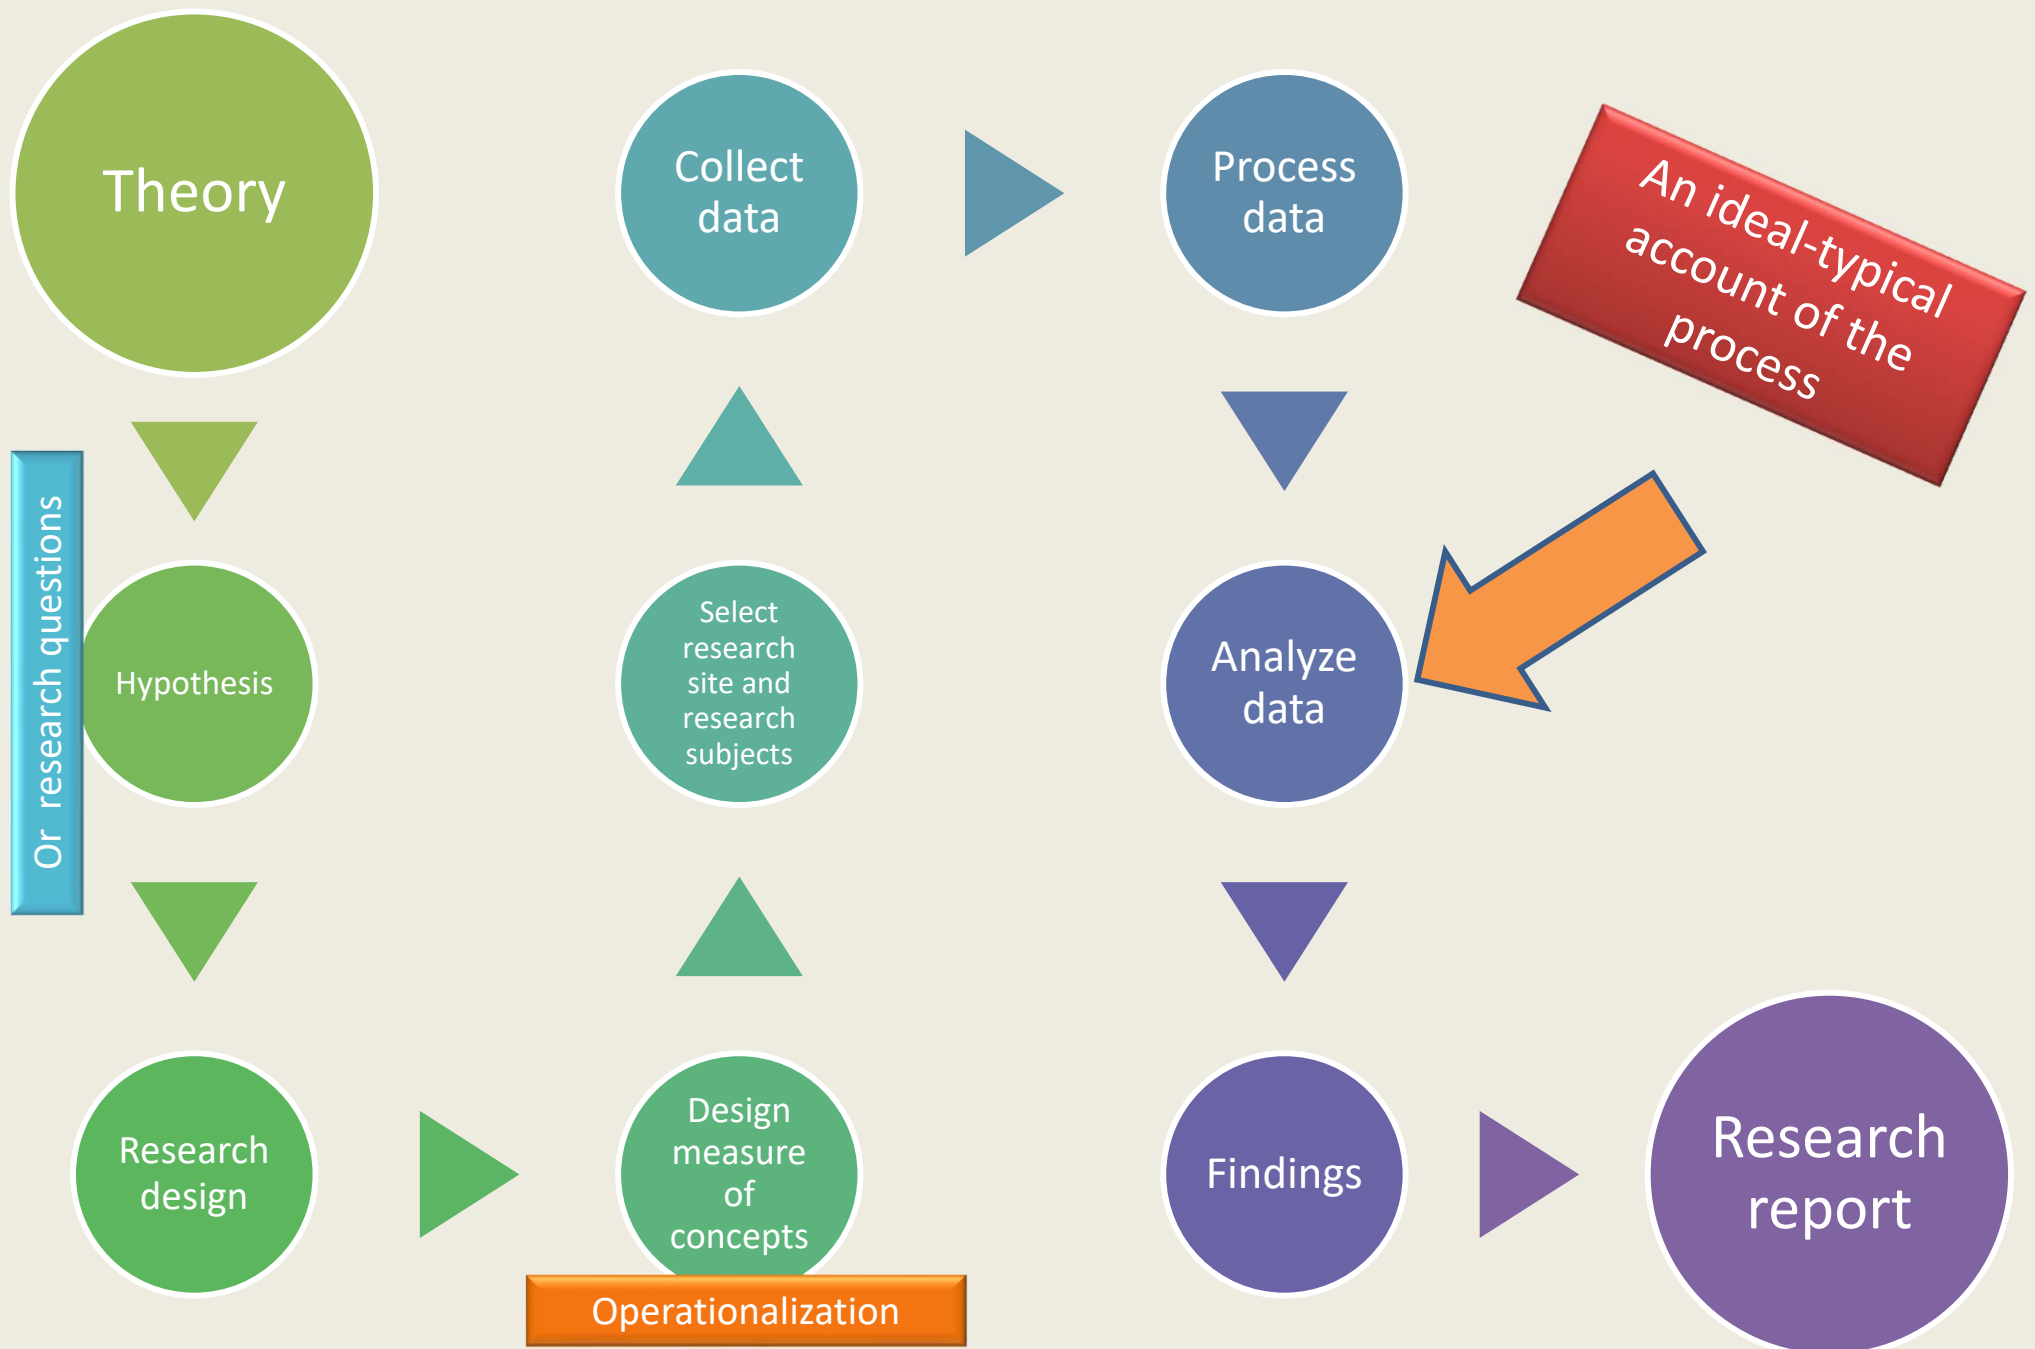 Theory
Or  research questions
Hypothesis
Research
design
Design
measure
of
concepts
Operationalization
Select
research
site and
research
subjects
Collect
data
Process
data
Analyze
data
Findings
Research
report
An ideal-typical
account of the
process